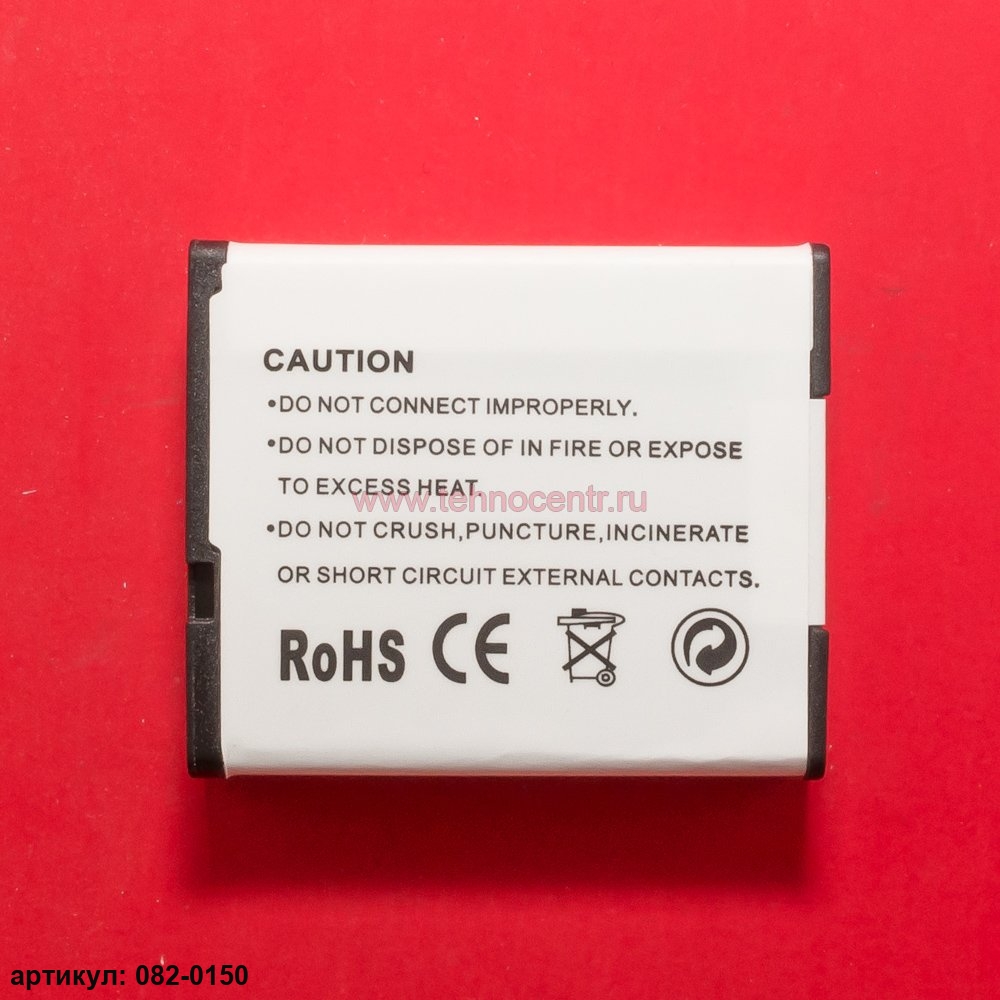 CAUTION
•DO NOT CONNECT IMPROPERLY.
•DO NOT DISPOSE OF IN FIRE OR EXPOSE
TO EXCESS HEAT.
www.tehnocentr.ru
•DO NOT CRUSH,PUNCTURE,INCINERATE
OR SHORT CIRCUIT EXTERNAL CONTACTS.
RoHS CE
артикул: 082-0150